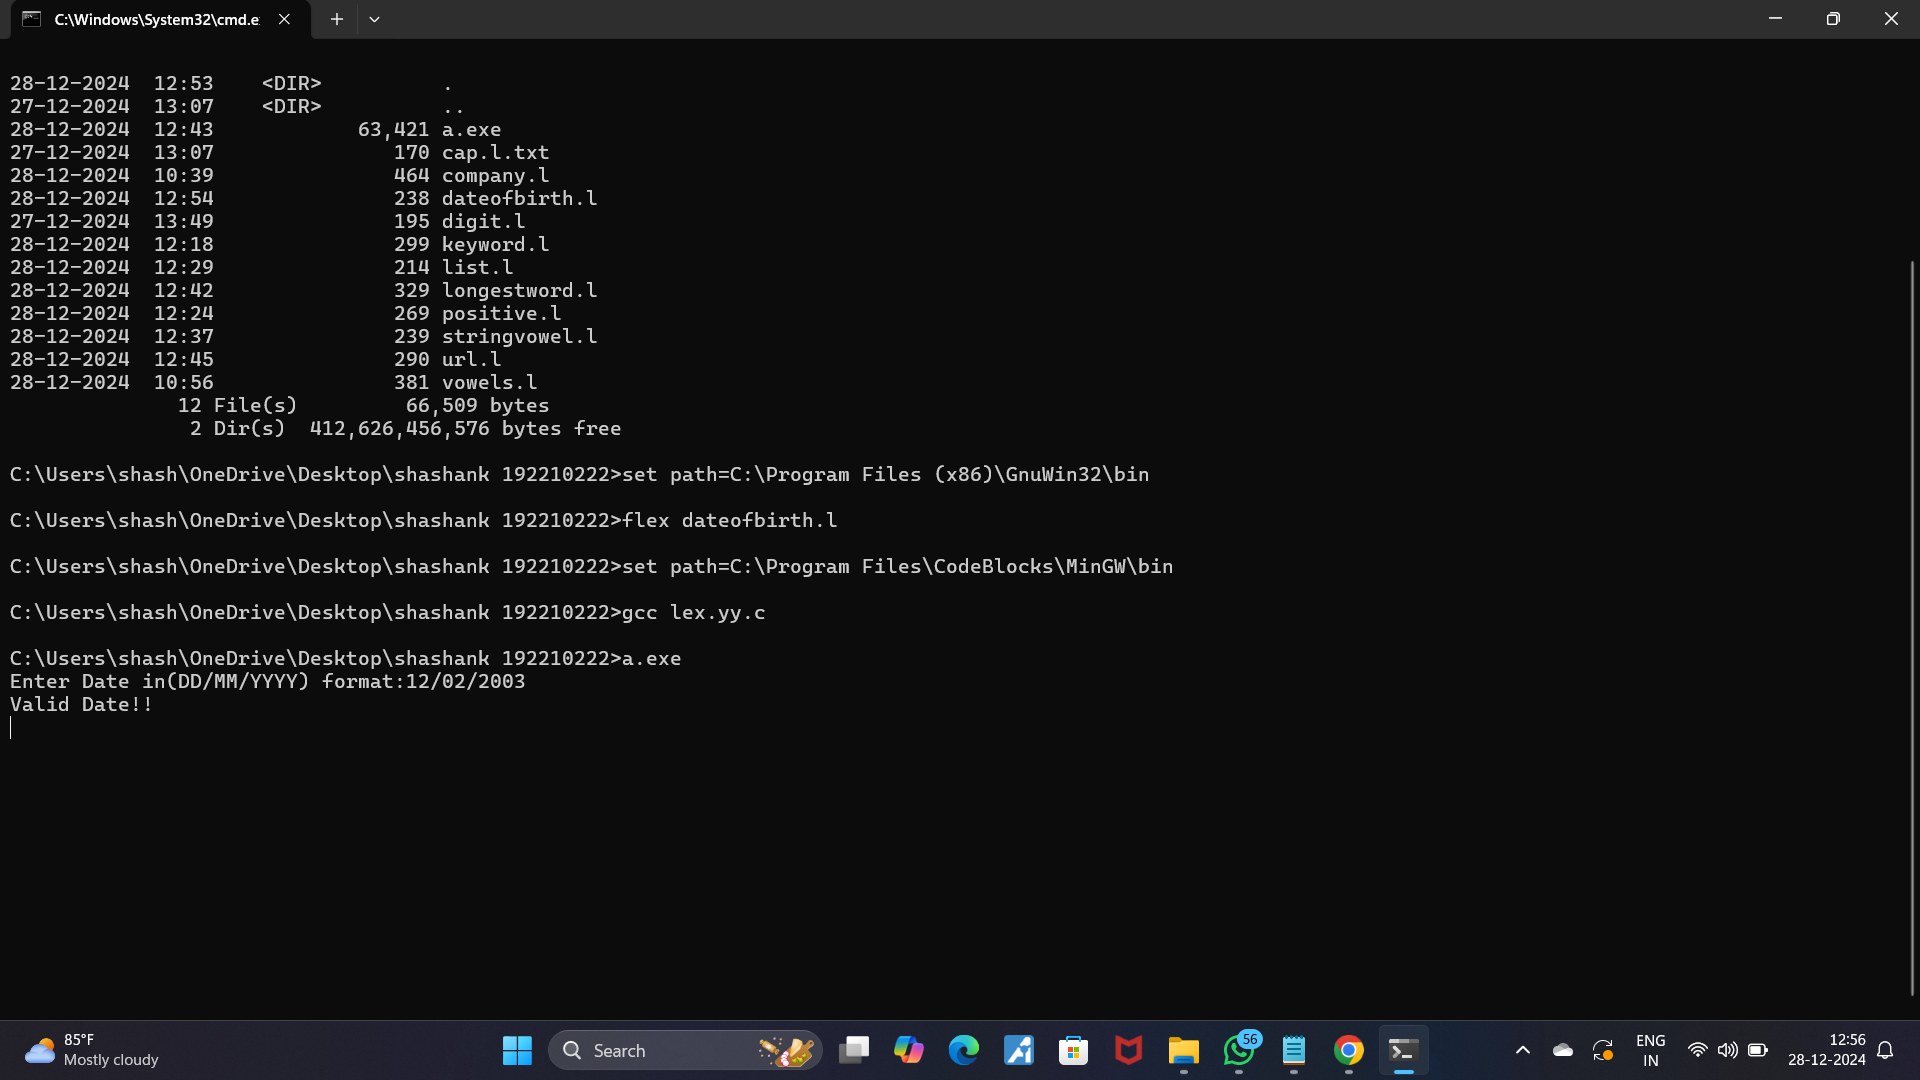 C:\Windows\System32\cmd.e
28-12-2024  12:53    <DIR>          .
27-12-2024  13:07    <DIR>          ..
28-12-2024  12:43            63,421 a.exe
27-12-2024  13:07               170 cap.l.txt
28-12-2024  10:39               464 company.l
28-12-2024  12:54               238 dateofbirth.l
27-12-2024  13:49               195 digit.l
28-12-2024  12:18               299 keyword.l
28-12-2024  12:29               214 list.l
28-12-2024  12:42               329 longestword.l
28-12-2024  12:24               269 positive.l
28-12-2024  12:37               239 stringvowel.l
28-12-2024  12:45               290 url.l
28-12-2024  10:56               381 vowels.l
              12 File(s)         66,509 bytes
               2 Dir(s)  412,626,456,576 bytes free
C:\Users\shash\OneDrive\Desktop\shashank 192210222>set path=C:\Program Files (x86)\GnuWin32\bin
C:\Users\shash\OneDrive\Desktop\shashank 192210222>flex dateofbirth.l
C:\Users\shash\OneDrive\Desktop\shashank 192210222>set path=C:\Program Files\CodeBlocks\MinGW\bin
C:\Users\shash\OneDrive\Desktop\shashank 192210222>gcc lex.yy.c
C:\Users\shash\OneDrive\Desktop\shashank 192210222>a.exe
Enter Date in(DD/MM/YYYY) format:12/02/2003
Valid Date!!
85°F
Mostly cloudy
Search
56
ENG
IN
12:56
28-12-2024